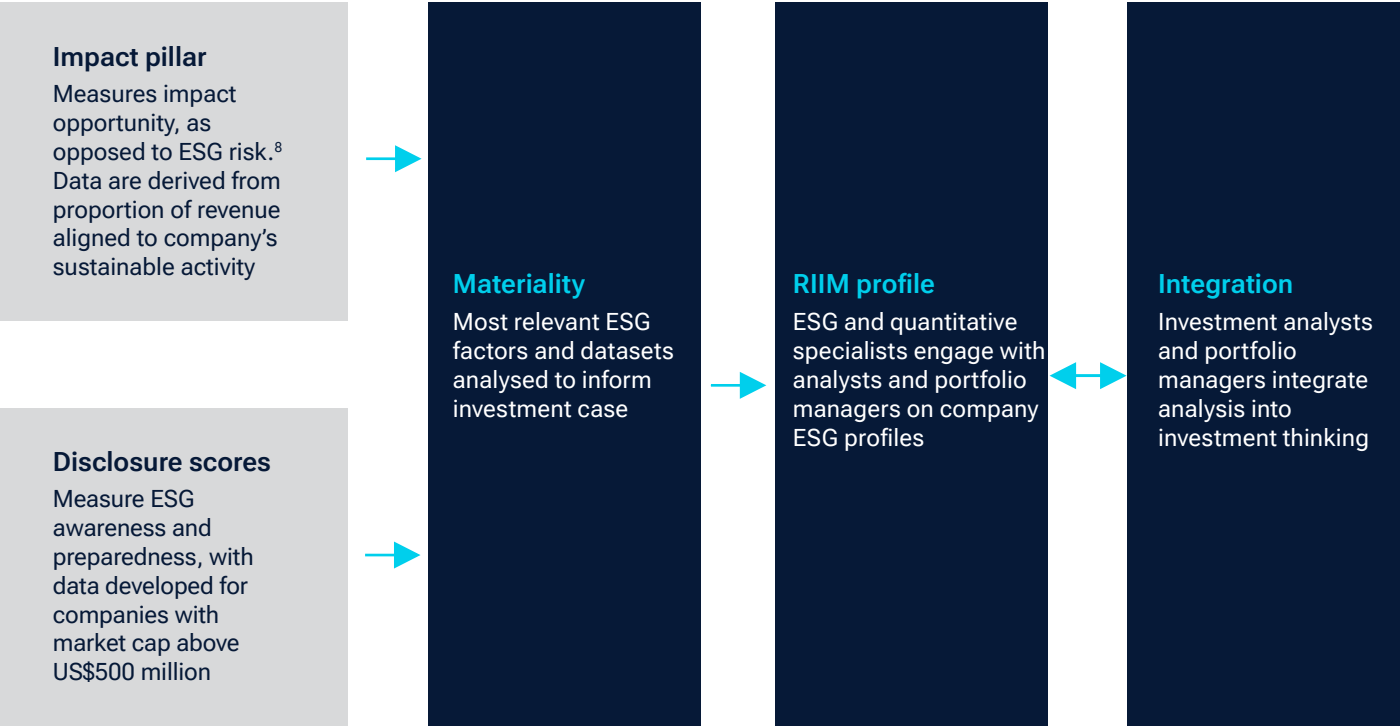 Impact pillar
Measures impact
opportunity, as
opposed to ESG risk.⁸
Data are derived from
proportion of revenue
aligned to company’s
sustainable activity
Disclosure scores
Measure ESG
awareness and
preparedness, with
data developed for
companies with
market cap above
US$500 million
Materiality
Most relevant ESG
factors and datasets
analysed to inform
investment case
RIIM profile
ESG and quantitative
specialists engage with
analysts and portfolio
managers on company
ESG profiles
Integration
Investment analysts
and portfolio
managers integrate
analysis into
investment thinking